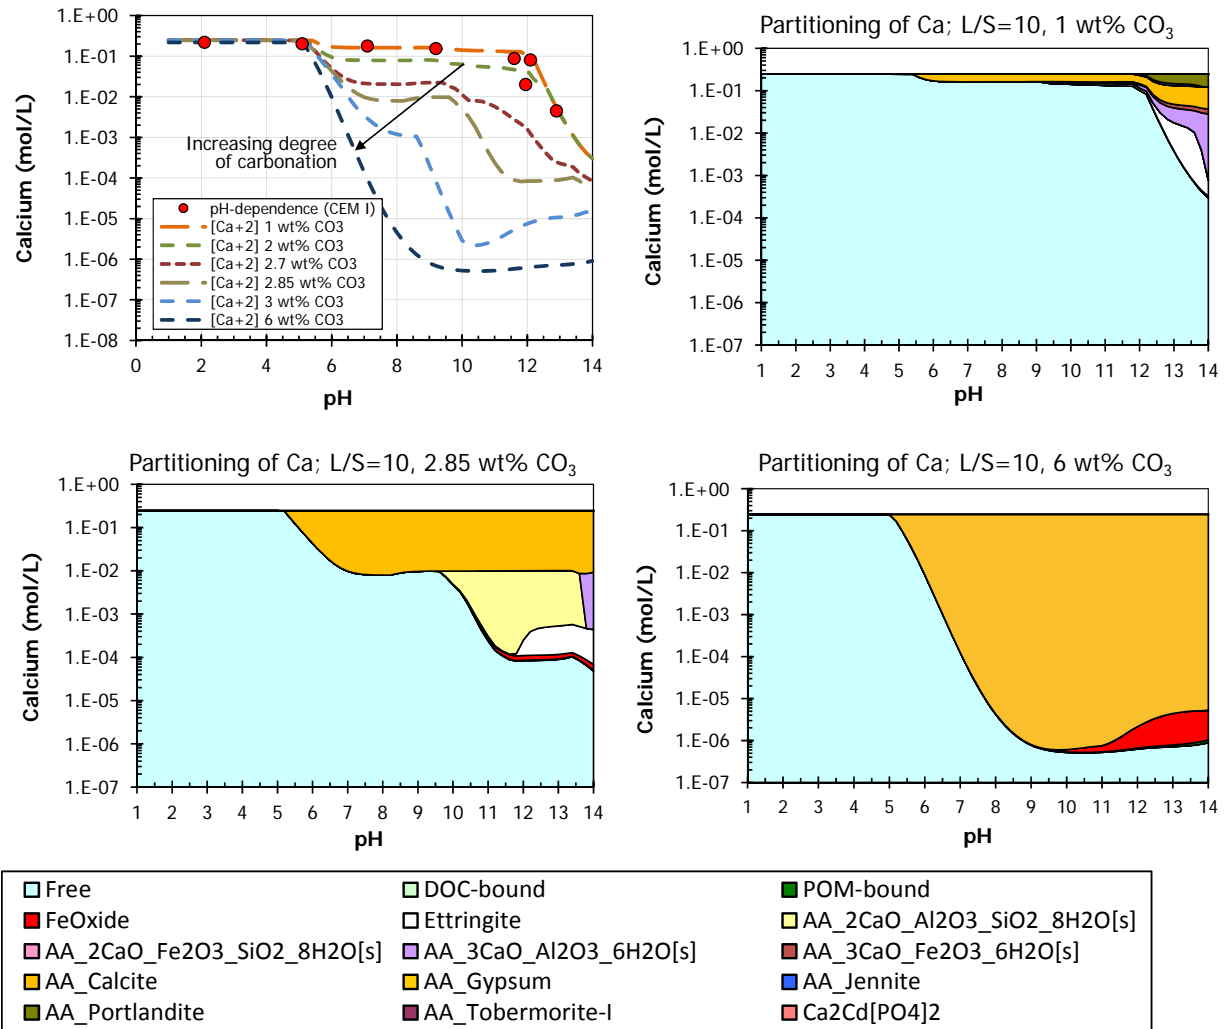 1.E+00
1.E-01
1.E-02
1.E-03
1.E-04
1.E-05
1.E-06
1.E-07
1.E-08
Calcium (mol/L)
Increasing degree
of carbonation
pH-dependence (CEM I)
[Ca+2] 1 wt% CO3
[Ca+2] 2 wt% CO3
[Ca+2] 2.7 wt% CO3
[Ca+2] 2.85 wt% CO3
[Ca+2] 3 wt% CO3
[Ca+2] 6 wt% CO3
0 2 4 6 8 10 12 14
pH
Partitioning of Ca; L/S=10, 1 wt% CO3
1.E+00
1.E-01
1.E-02
1.E-03
1.E-04
1.E-05
1.E-06
1.E-07
Calcium (mol/L)
1 2 3 4 5 6 7 8 9 10 11 12 13 14
pH
Partitioning of Ca; L/S=10, 2.85 wt% CO3
1.E+00
1.E-01
1.E-02
1.E-03
1.E-04
1.E-05
1.E-06
1.E-07
Calcium (mol/L)
1 2 3 4 5 6 7 8 9 10 11 12 13 14
pH
Partitioning of Ca; L/S=10, 6 wt% CO3
1.E+00
1.E-01
1.E-02
1.E-03
1.E-04
1.E-05
1.E-06
1.E-07
Calcium (mol/L)
1 2 3 4 5 6 7 8 9 10 11 12 13 14
pH
Free DOC-bound POM-bound
FeOxide Ettringite AA_2CaO_Al2O3_SiO2_8H2O[s]
AA_2CaO_Fe2O3_SiO2_8H2O[s] AA_3CaO_Al2O3_6H2O[s] AA_3CaO_Fe2O3_6H2O[s]
AA_Calcite AA_Gypsum AA_Jennite
AA_Portlandite AA_Tobermorite-I Ca2Cd[PO4]2